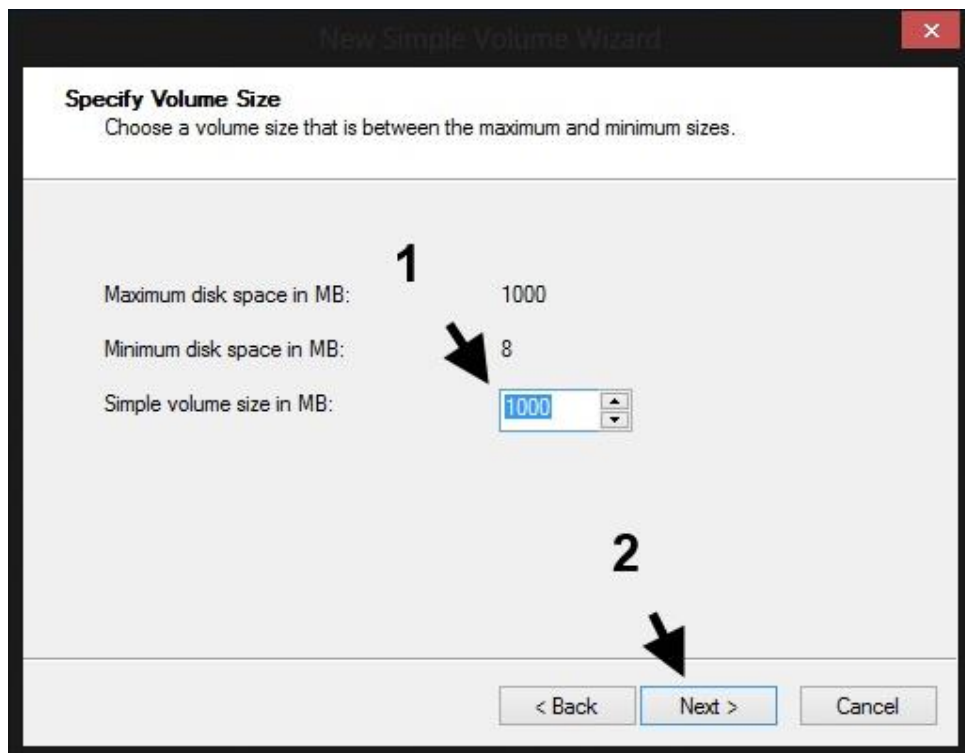 New Simple Volume Wizard
Specify Volume Size
Choose a volume size that is between the maximum and minimum sizes.
1
Maximum disk space in MB: 1000
Minimum disk space in MB: 8
Simple volume size in MB: 1000
2
< Back Next > Cancel